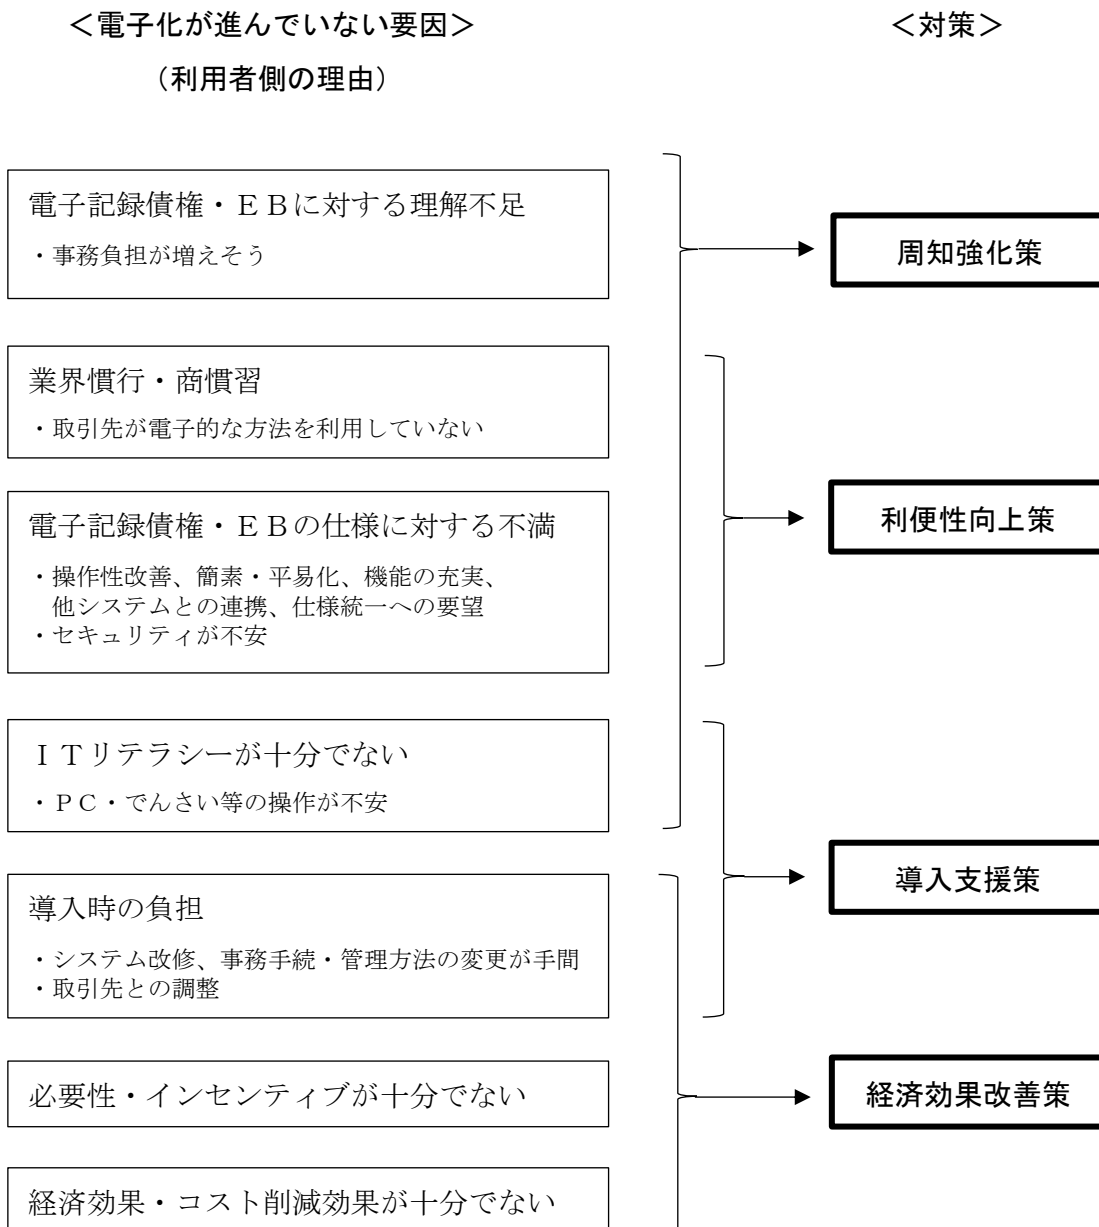 ＜電子化が進んでいない要因＞
（利用者側の理由）
＜対策＞
電子記録債権・ＥＢに対する理解不足
・事務負担が増えそう
周知強化策
業界慣行・商慣習
・取引先が電子的な方法を利用していない
電子記録債権・ＥＢの仕様に対する不満
・操作性改善、簡素・平易化、機能の充実、
他システムとの連携、仕様統一への要望
・セキュリティが不安
利便性向上策
ＩＴリテラシーが十分でない
・ＰＣ・でんさい等の操作が不安
導入時の負担
・システム改修、事務手続・管理方法の変更が手間
・取引先との調整
導入支援策
必要性・インセンティブが十分でない
経済効果改善策
経済効果・コスト削減効果が十分でない